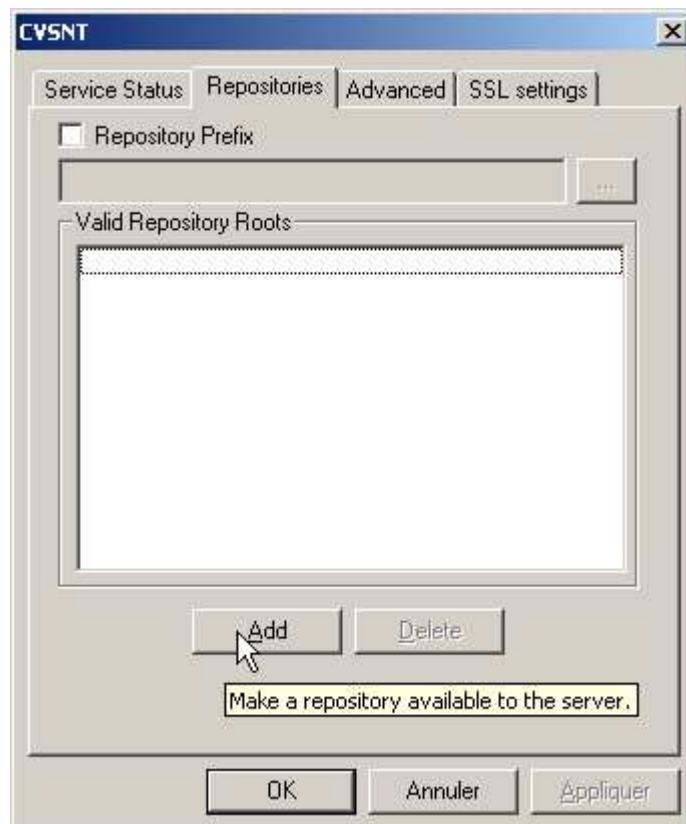 CVSNT
Service Status Repositories Advanced SSL settings
Repository Prefix
...
Valid Repository Roots
Add Delete
Make a repository available to the server.
OK Annuler Appliquer